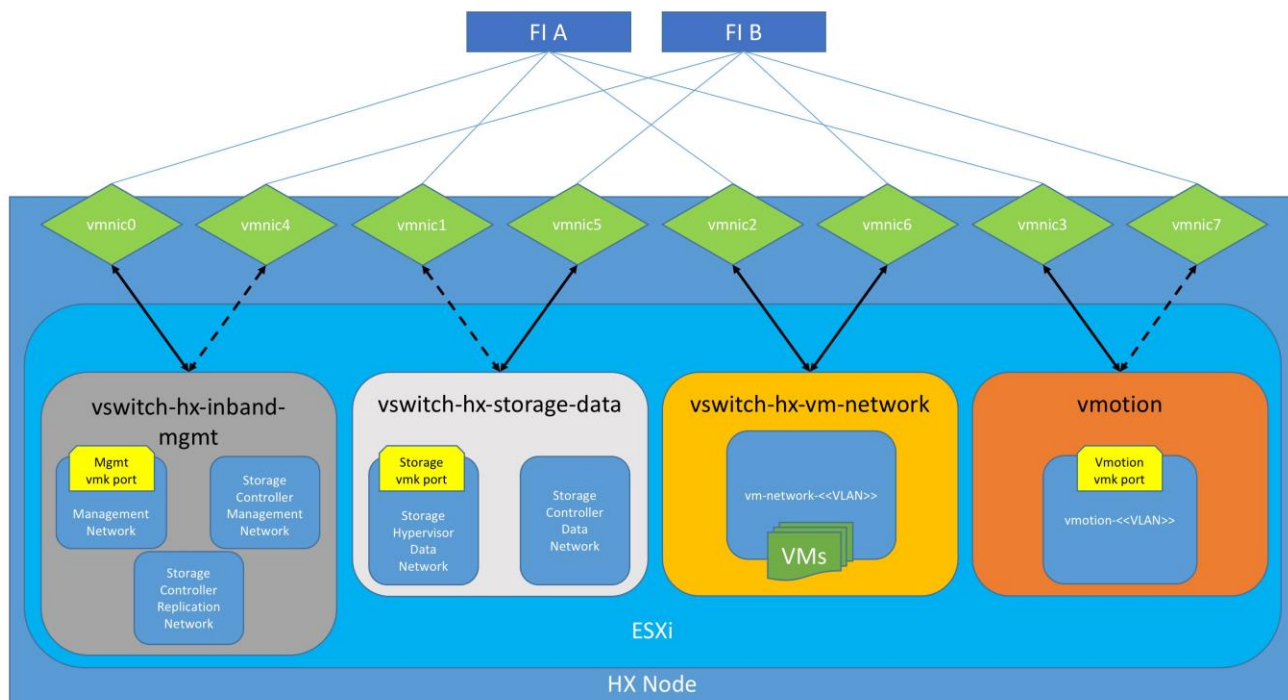 FI A
FI B
vmnic0
vmnic4
vmnic1
vmnic5
vmnic2
vmnic6
vmnic3
vmnic7
vswitch-hx-inband-
mgmt
Mgmt
vmk port
Management
Network
Storage
Controller
Management
Network
Storage
Controller
Replication
Network
vswitch-hx-storage-data
Storage
vmk port
Storage
Hypervisor
Data
Network
Storage
Controller
Data
Network
vswitch-hx-vm-network
vm-network-<<VLAN>>
VMs
vmotion
Vmotion
vmk port
vmotion-<<VLAN>>
ESXi
HX Node